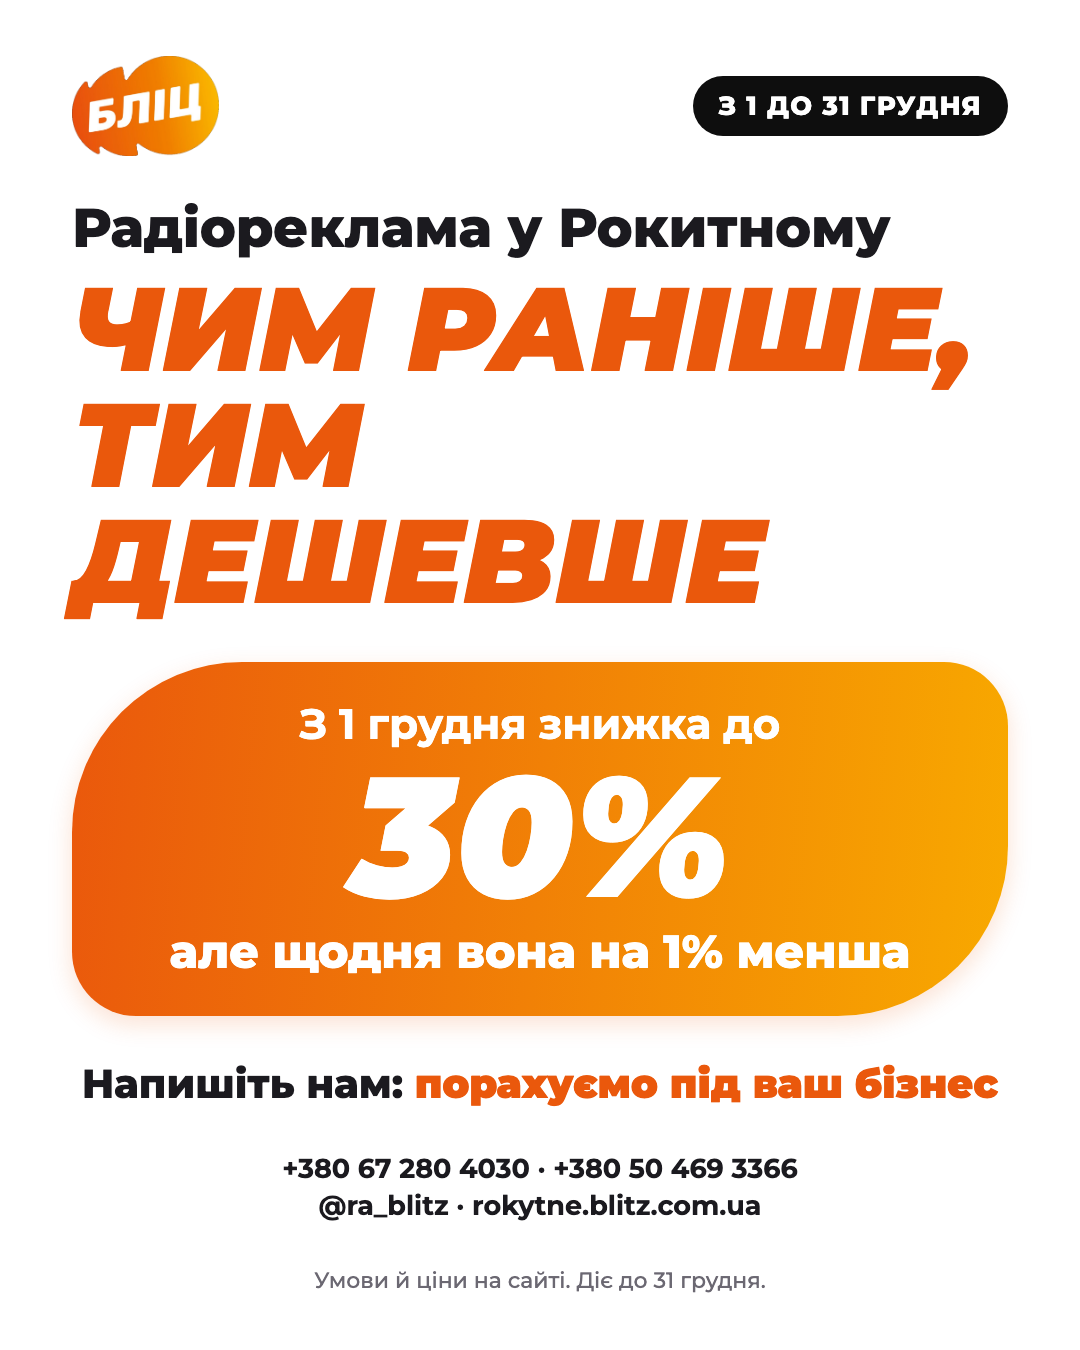 БЛІЦ
З 1 ДО 31 ГРУДНЯ
Радіореклама у Рокитному
ЧИМ РАНІШЕ,
ТИМ
ДЕШЕВШЕ
З 1 грудня знижка до
30%
але щодня вона на 1% менша
Напишіть нам: порахуємо під ваш бізнес
+380 67 280 4030 · +380 50 469 3366
@ra_blitz · rokytne.blitz.com.ua
Умови й ціни на сайті. Діє до 31 грудня.